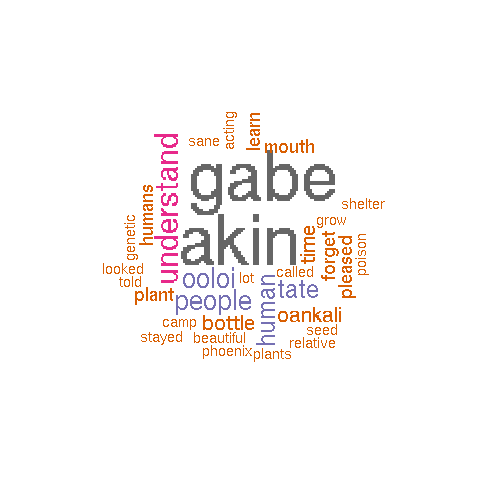 acting
learn
sane
mouth
understand
gabe
shelter
humans
akin
grow
genetic
time
forget
pleased
poison
looked
told
ooloi
lot
called
human
tate
plant
people
oankali
camp
bottle
seed
stayed
beautiful
relative
phoenix
plants